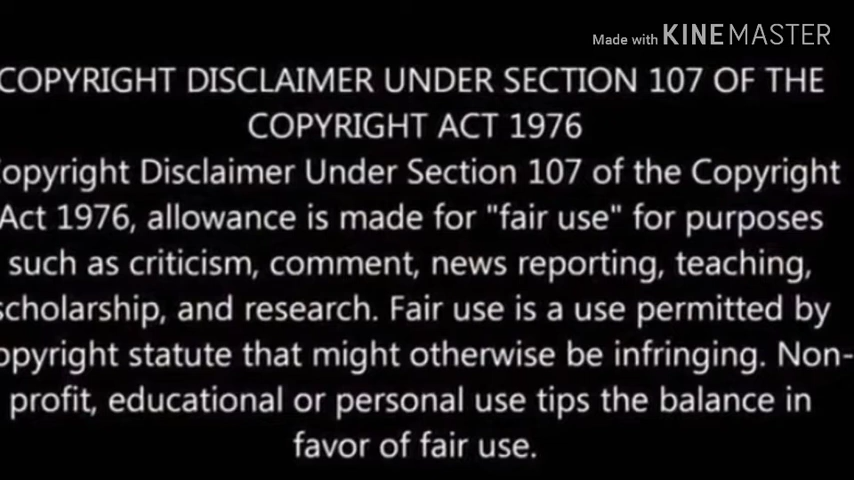 Made with KINEMASTER
COPYRIGHT DISCLAIMER UNDER SECTION 107 OF THE
COPYRIGHT ACT 1976
opyright Disclaimer Under Section 107 of the Copyright
Act 1976, allowance is made for "fair use" for purposes
such as criticism, comment, news reporting, teaching,
scholarship, and research. Fair use is a use permitted by
opyright statute that might otherwise be infringing. Non-
profit, educational or personal use tips the balance in
favor of fair use.